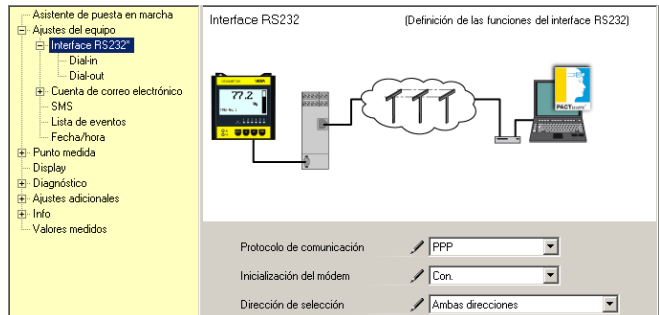 Asistente de puesta en marcha
Ajustes del equipo
Interface RS232"
Dial-in
Dial-out
Cuenta de correo electrónico
SMS
Lista de eventos
Fecha/hora
Punto medida
Display
Diagnóstico
Ajustes adicionales
Info
Valores medidos
Interface RS232
(Definición de las funciones del interface RS232)
77.2
%
PACTware
Protocolo de comunicación
PPP
Inicialización del módem
Con.
Dirección de selección
Ambas direcciones